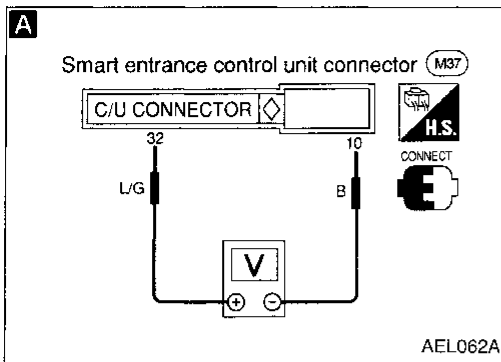 A
Smart entrance control unit connector M37
C/U CONNECTOR
H.S.
32
10
CONNECT
L/G
B
V
AEL062A